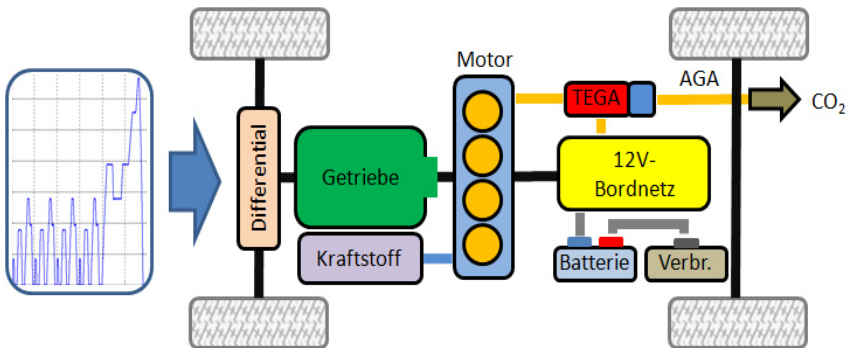 Differential
Getriebe
Kraftstoff
Motor
TEGA
AGA
CO₂
12V-
Bordnetz
Batterie
Verbr.